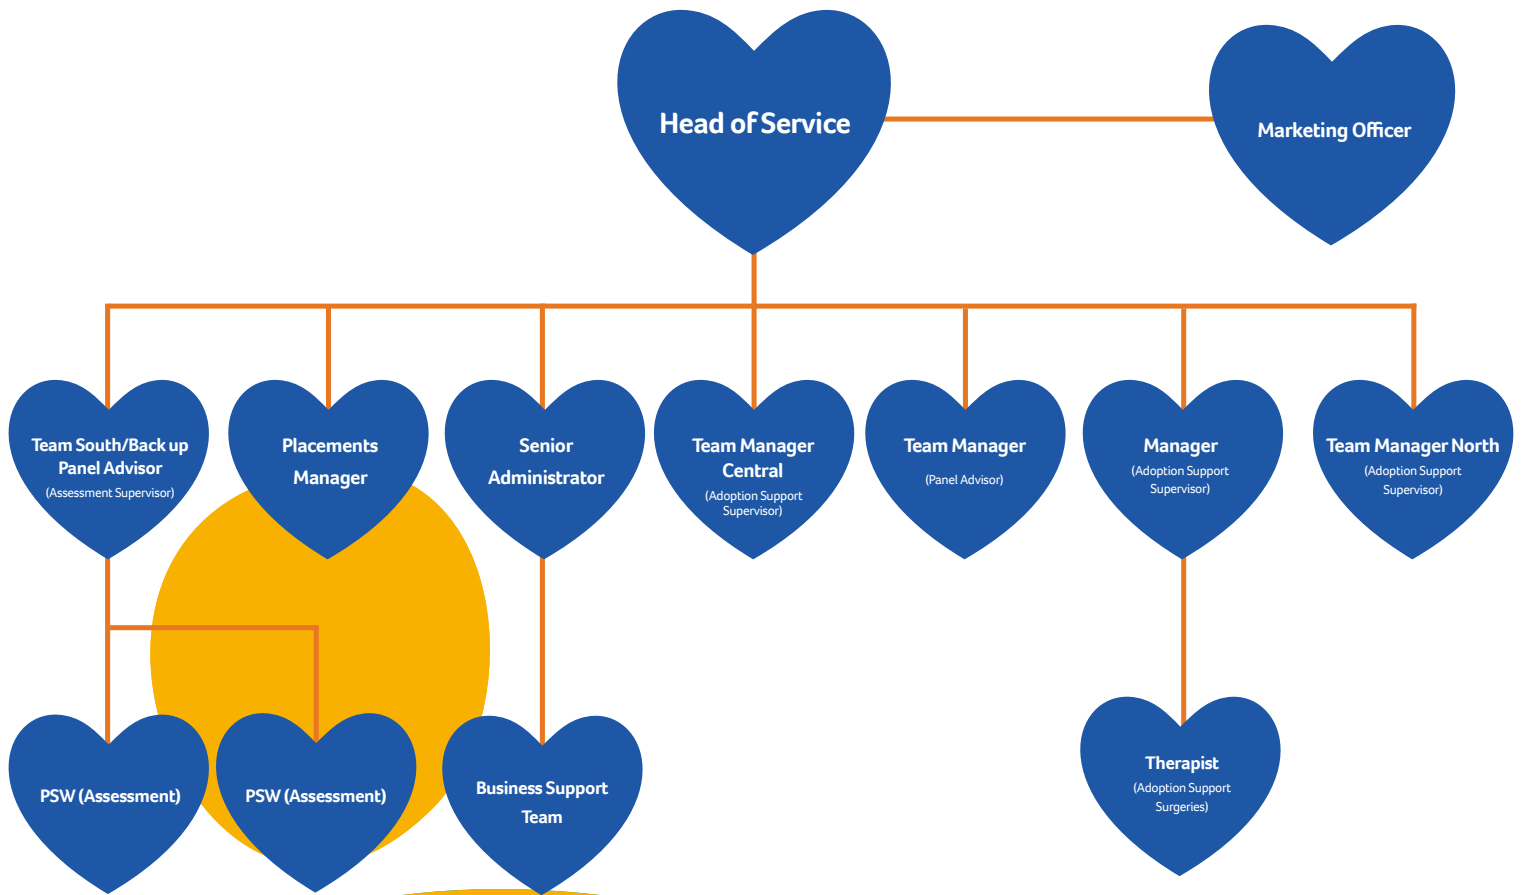 Head of Service
Marketing Officer
Team South/Back up
Panel Advisor
(Assessment Supervisor)
Placements
Manager
Senior
Administrator
Team Manager
Central
(Adoption Support
Supervisor)
Team Manager
(Panel Advisor)
Manager
(Adoption Support
Supervisor)
Team Manager North
(Adoption Support
Supervisor)
PSW (Assessment)
PSW (Assessment)
Business Support
Team
Therapist
(Adoption Support
Surgeries)